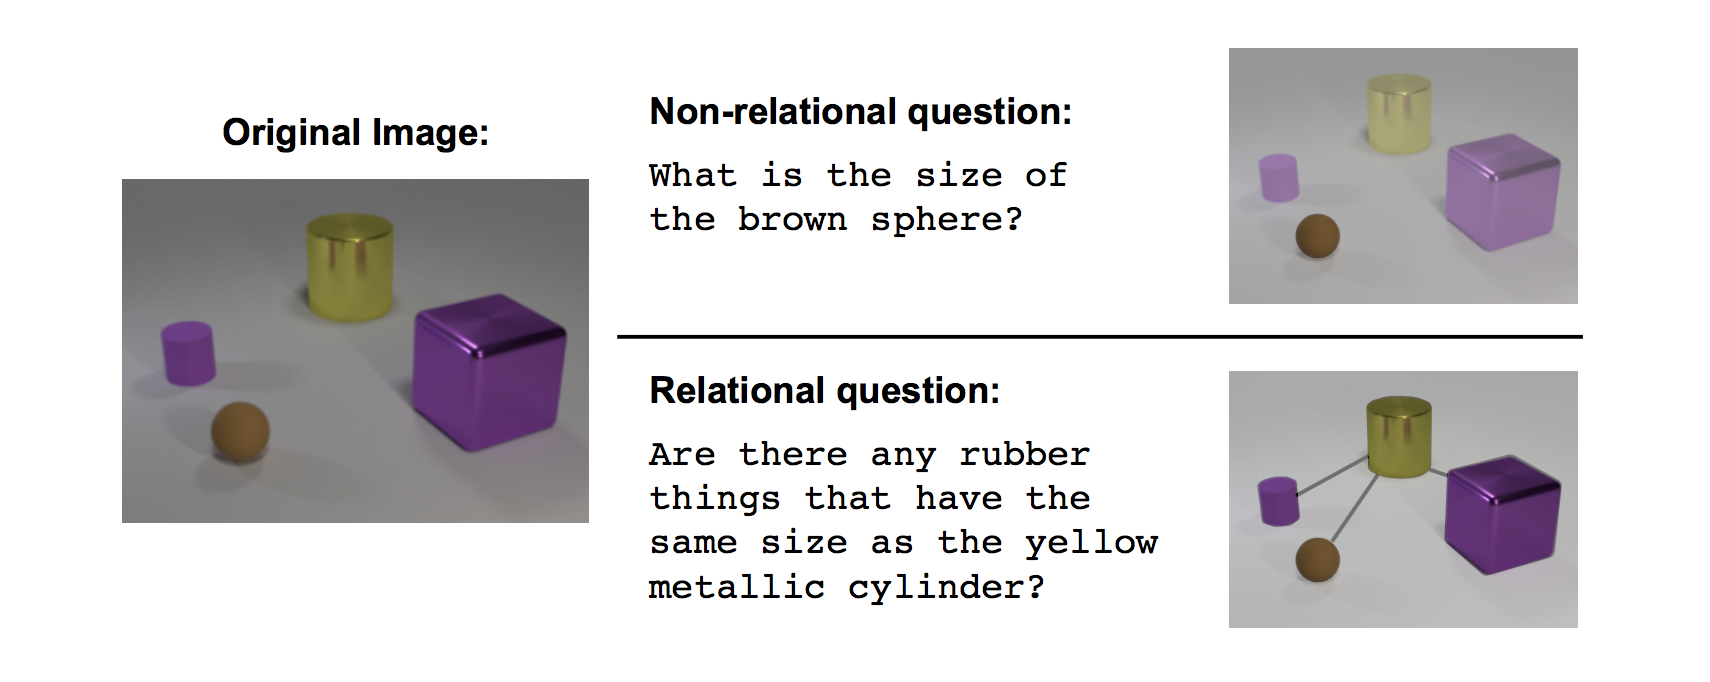 Original Image:
Non-relational question:
What is the size of
the brown sphere?
Relational question:
Are there any rubber
things that have the
same size as the yellow
metallic cylinder?